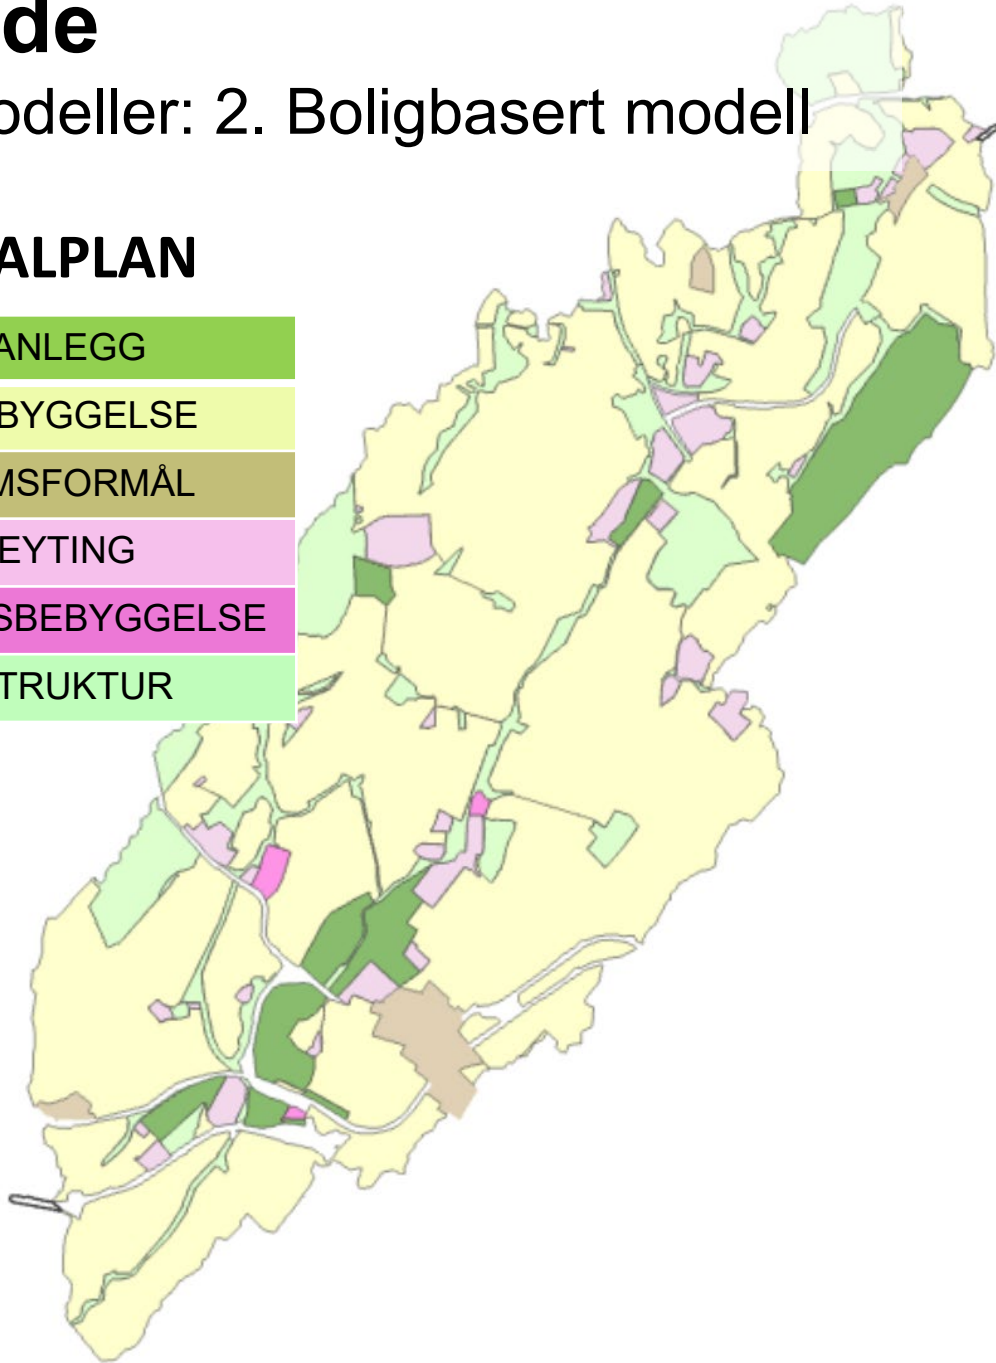 de
odeller: 2. Boligbasert modell
ALPLAN
ANLEGG
BYGGELSE
MSFORMÅL
EYTING
SBEBYGGELSE
TRUKTUR